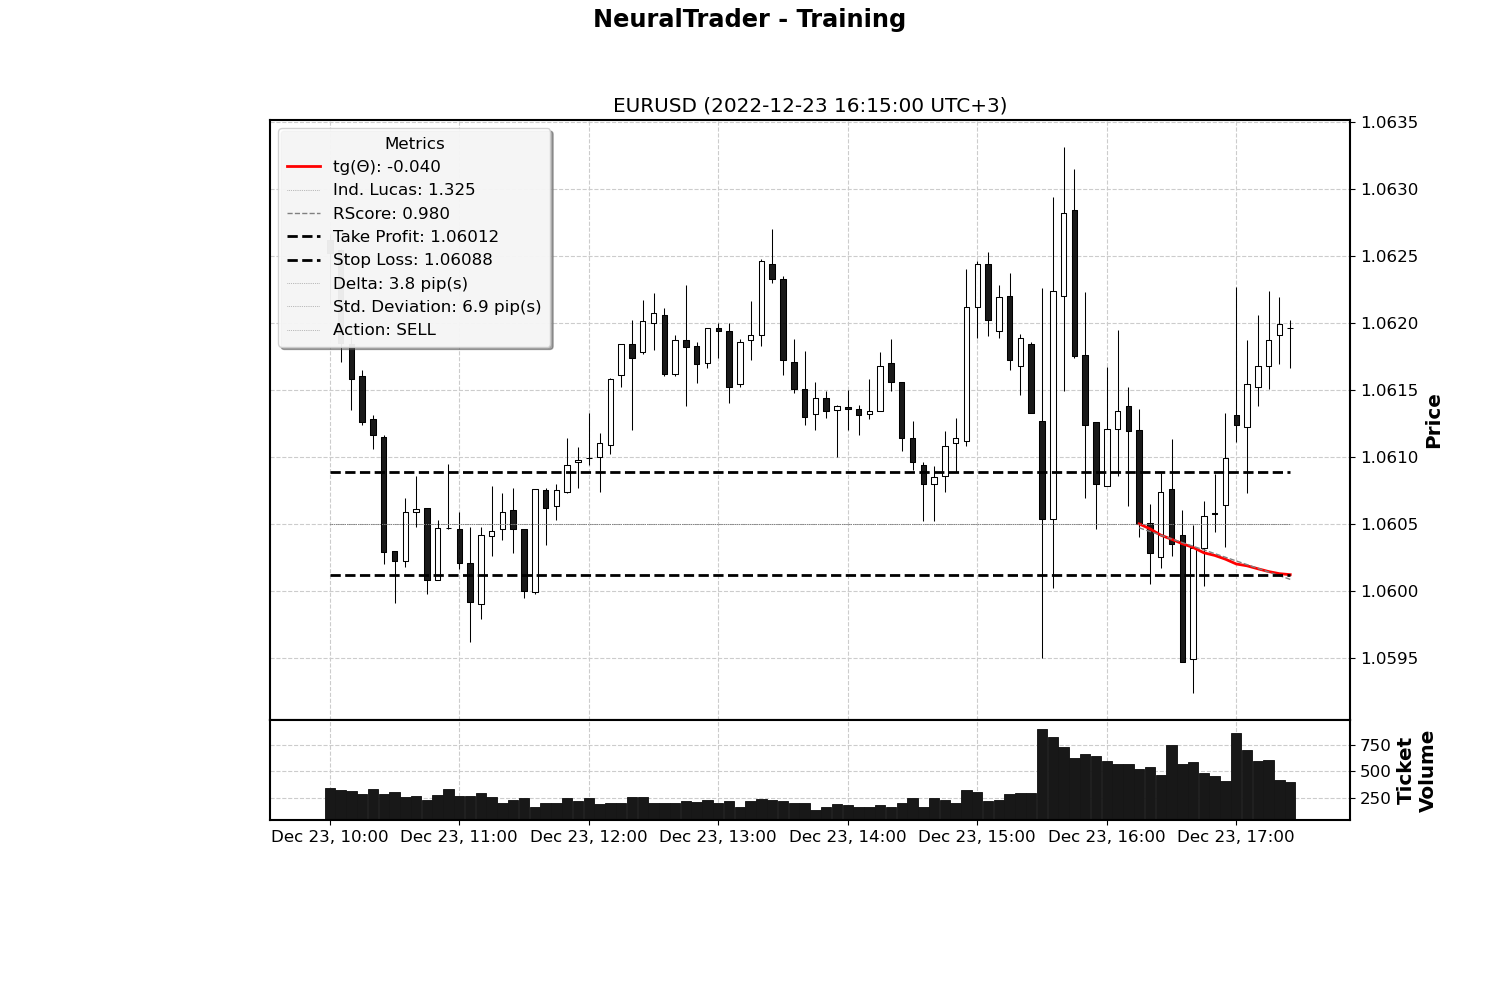 NeuralTrader - Training
EURUSD (2022-12-23 16:15:00 UTC+3)
Metrics
tg(Θ): -0.040
Ind. Lucas: 1.325
RScore: 0.980
Take Profit: 1.06012
Stop Loss: 1.06088
Delta: 3.8 pip(s)
Std. Deviation: 6.9 pip(s)
Action: SELL
1.0635
1.0630
1.0625
1.0620
1.0615
1.0610
1.0605
1.0600
1.0595
Price
750
500
250
Ticket
Volume
Dec 23, 10:00 Dec 23, 11:00 Dec 23, 12:00 Dec 23, 13:00 Dec 23, 14:00 Dec 23, 15:00 Dec 23, 16:00 Dec 23, 17:00